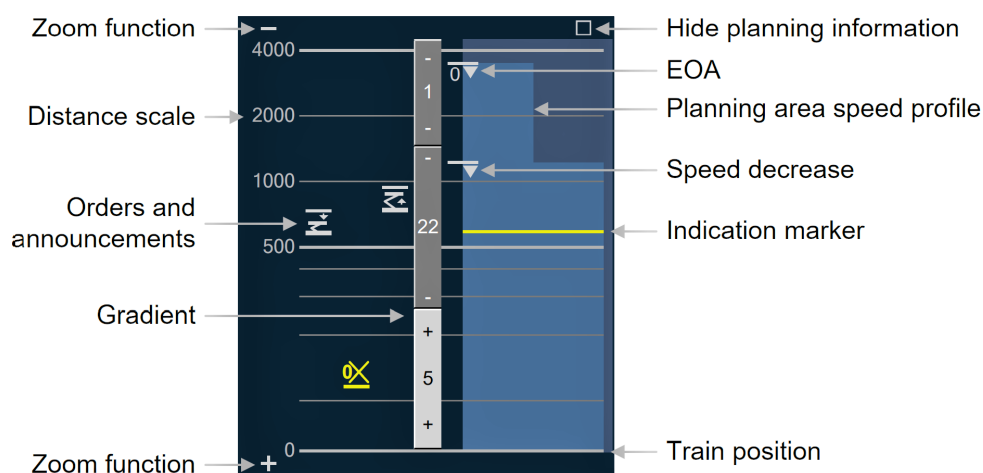 Zoom function
Hide planning information
4000
EOA
0
-
1
-
Planning area speed profile
Distance scale
2000
-
Speed decrease
1000
Orders and
announcements
22
Indication marker
500
-
Gradient
+
5
+
0
Train position
Zoom function